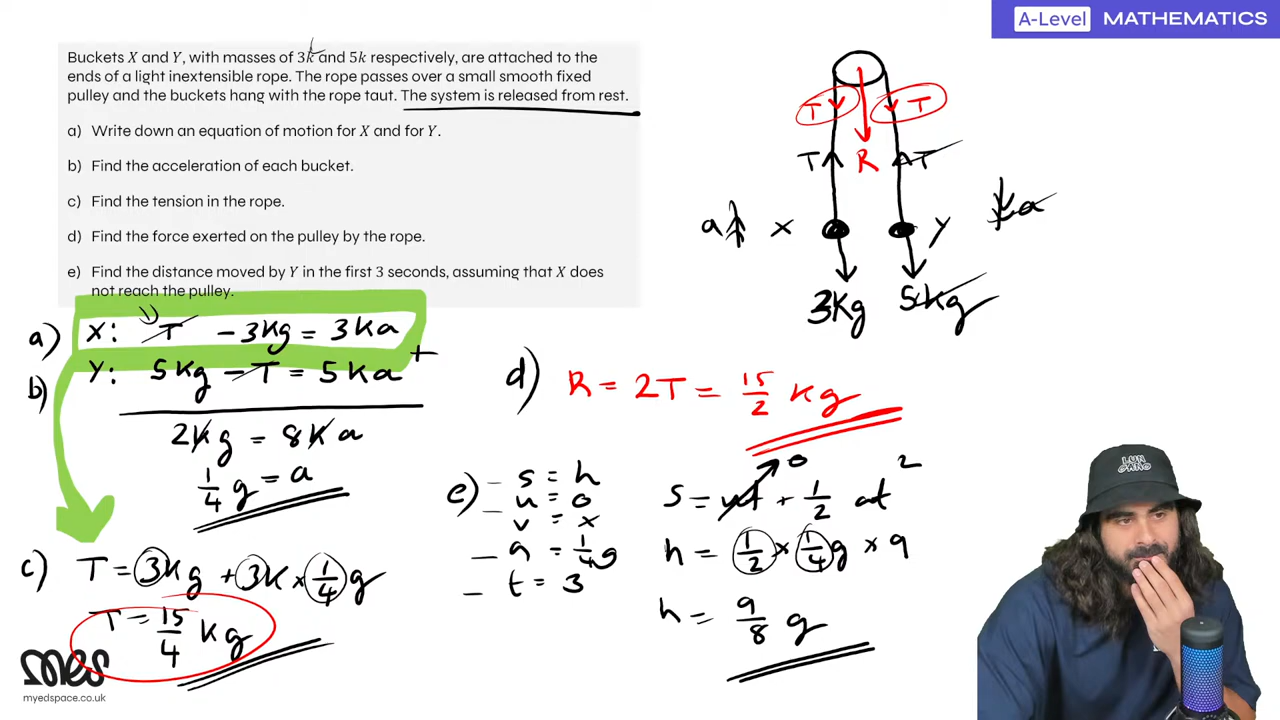 A-Level MATHEMATICS
Buckets X and Y, with masses of 3k and 5k respectively, are attached to the
ends of a light inextensible rope. The rope passes over a small smooth fixed
pulley and the buckets hang with the rope taut. The system is released from rest.
a) Write down an equation of motion for X and for Y.
b) Find the acceleration of each bucket.
c) Find the tension in the rope.
d) Find the force exerted on the pulley by the rope.
e) Find the distance moved by Y in the first 3 seconds, assuming that X does
not reach the pulley.
T T
T R T
a X Y a
3Kg 5Kg
a) X: T - 3Kg = 3Ka
Y: 5Kg - T = 5Ka +
b)
2Kg = 8Ka
1/4 g = a
c) T = 3Kg + 3K × 1/4 g
T = 15/4 Kg
d) R = 2T = 15/2 Kg
e) s = h
u = 0
v = x
a = 1/4 g
t = 3
s = ut + 1/2 at²
0
h = 1/2 × 1/4 g × 9
h = 9/8 g
LUN
GANG
mes
myedspace.co.uk